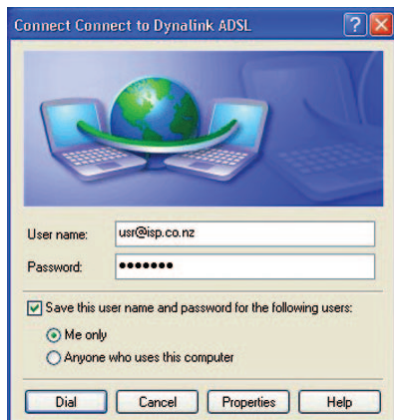 Connect Connect to Dynalink ADSL
User name: usr@isp.co.nz
Password: •••••••
Save this user name and password for the following users:
Me only
Anyone who uses this computer
Dial Cancel Properties Help